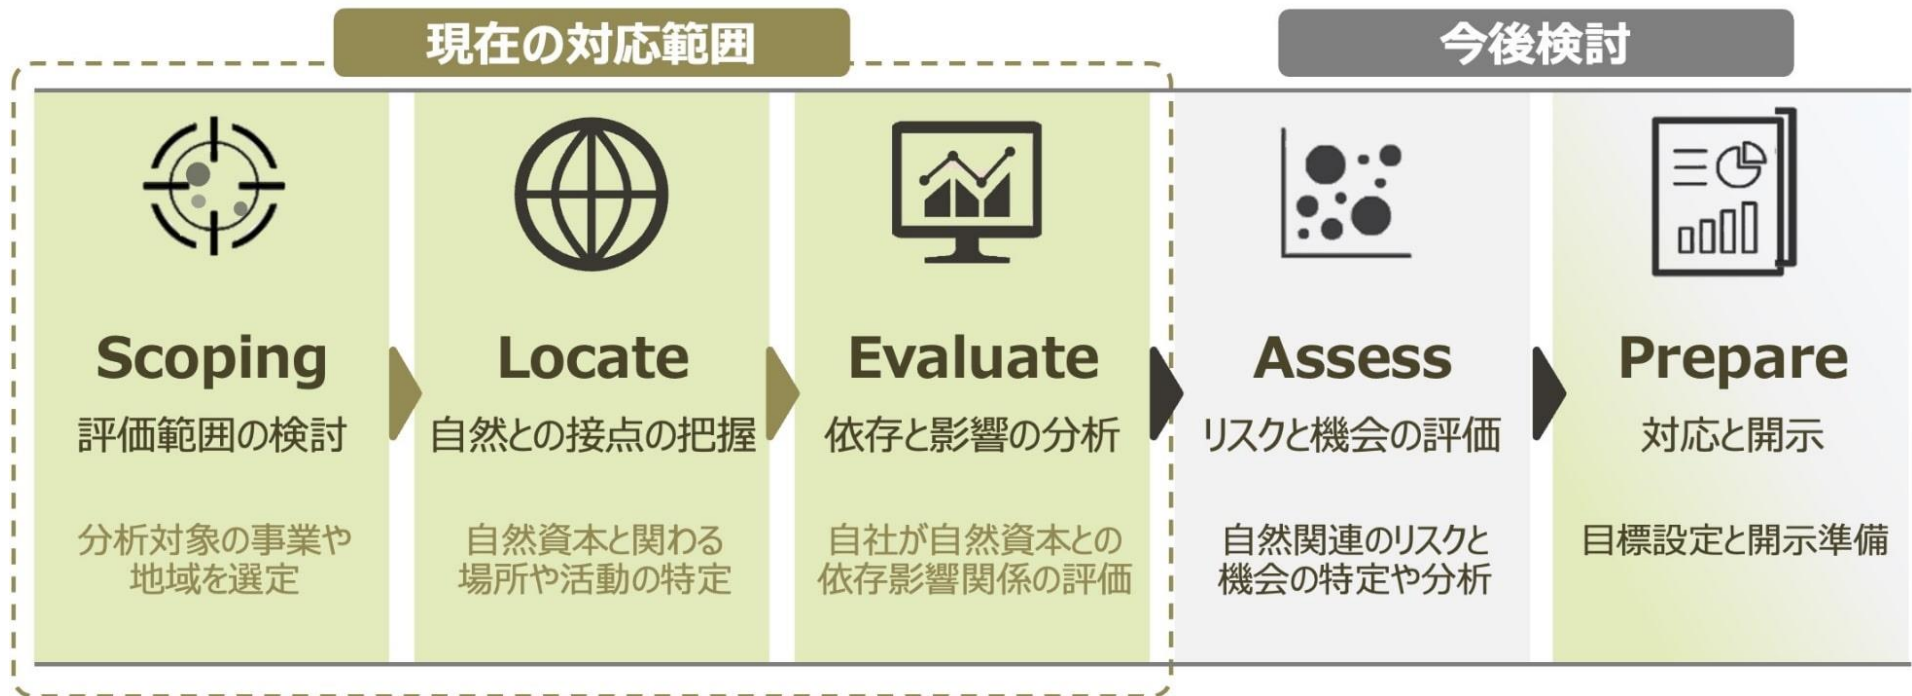 現在の対応範囲
今後検討
Scoping
評価範囲の検討
分析対象の事業や
地域を選定
Locate
自然との接点の把握
自然資本と関わる
場所や活動の特定
Evaluate
依存と影響の分析
自社が自然資本との
依存影響関係の評価
Assess
リスクと機会の評価
自然関連のリスクと
機会の特定や分析
Prepare
対応と開示
目標設定と開示準備